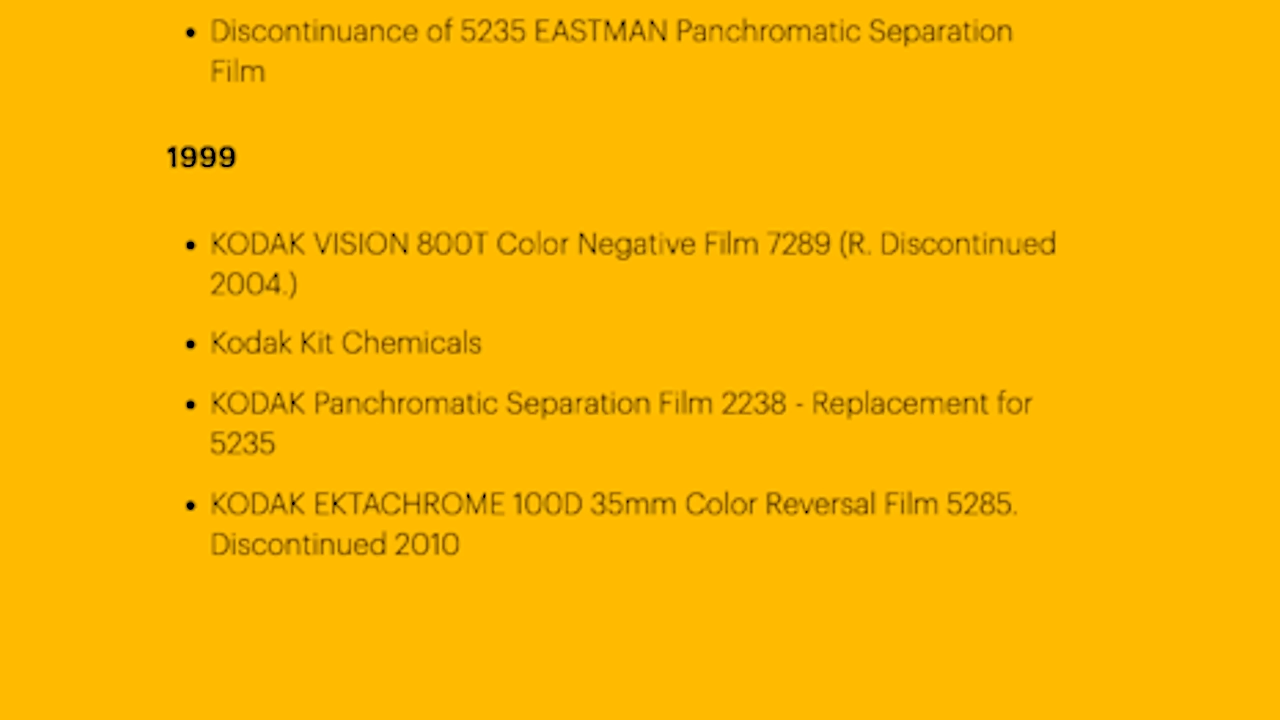 • Discontinuance of 5235 EASTMAN Panchromatic Separation
Film
1999
• KODAK VISION 800T Color Negative Film 7289 (R. Discontinued
2004.)
• Kodak Kit Chemicals
• KODAK Panchromatic Separation Film 2238 - Replacement for
5235
• KODAK EKTACHROME 100D 35mm Color Reversal Film 5285.
Discontinued 2010